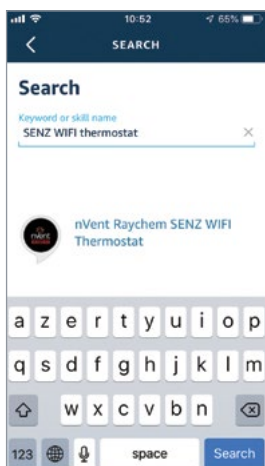 10:52
65%
SEARCH
Search
Keyword or skill name
SENZ WIFI thermostat
nVent
nVent Raychem SENZ WIFI
Thermostat
a z e r t y u i o p
q s d f g h j k l m
w x c v b n
123 space Search